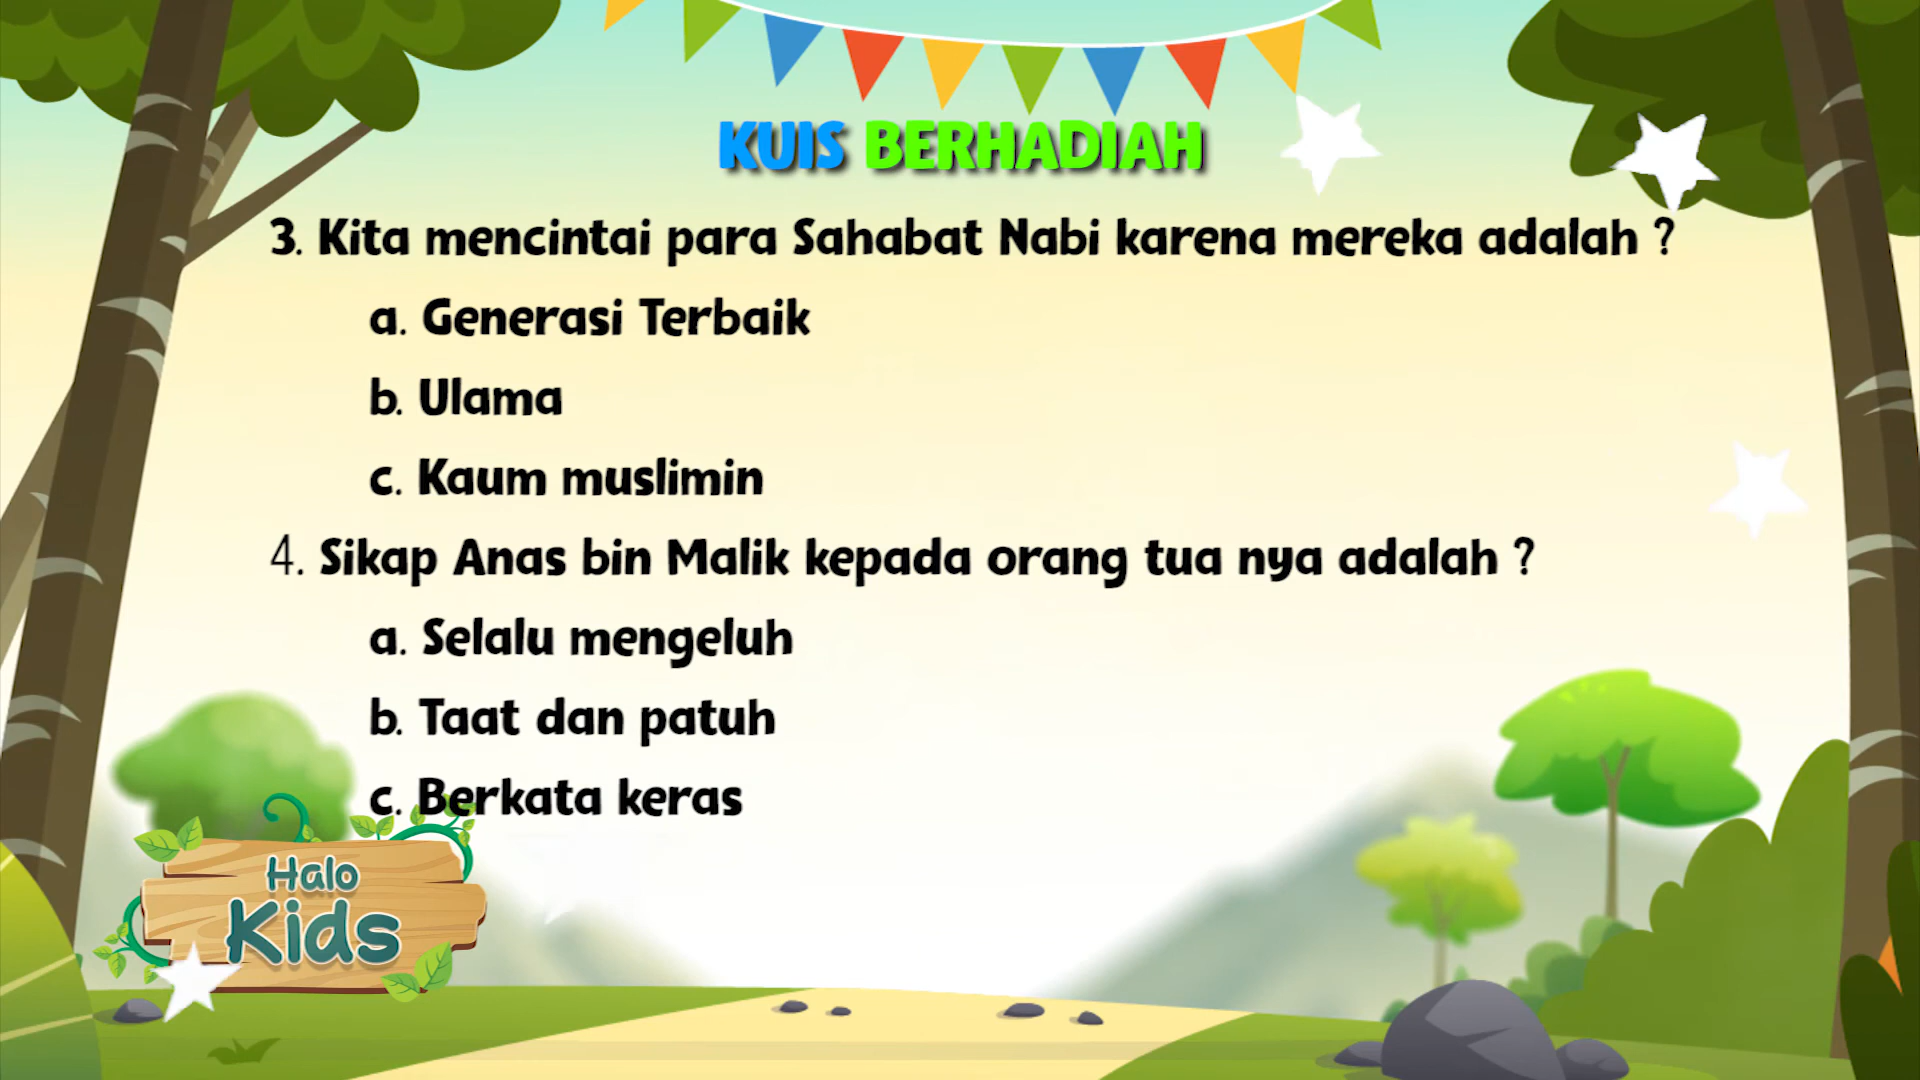 KUIS BERHADIAH
3. Kita mencintai para Sahabat Nabi karena mereka adalah ?
a. Generasi Terbaik
b. Ulama
c. Kaum muslimin
4. Sikap Anas bin Malik kepada orang tua nya adalah ?
a. Selalu mengeluh
b. Taat dan patuh
c. Berkata keras
Halo
Kids